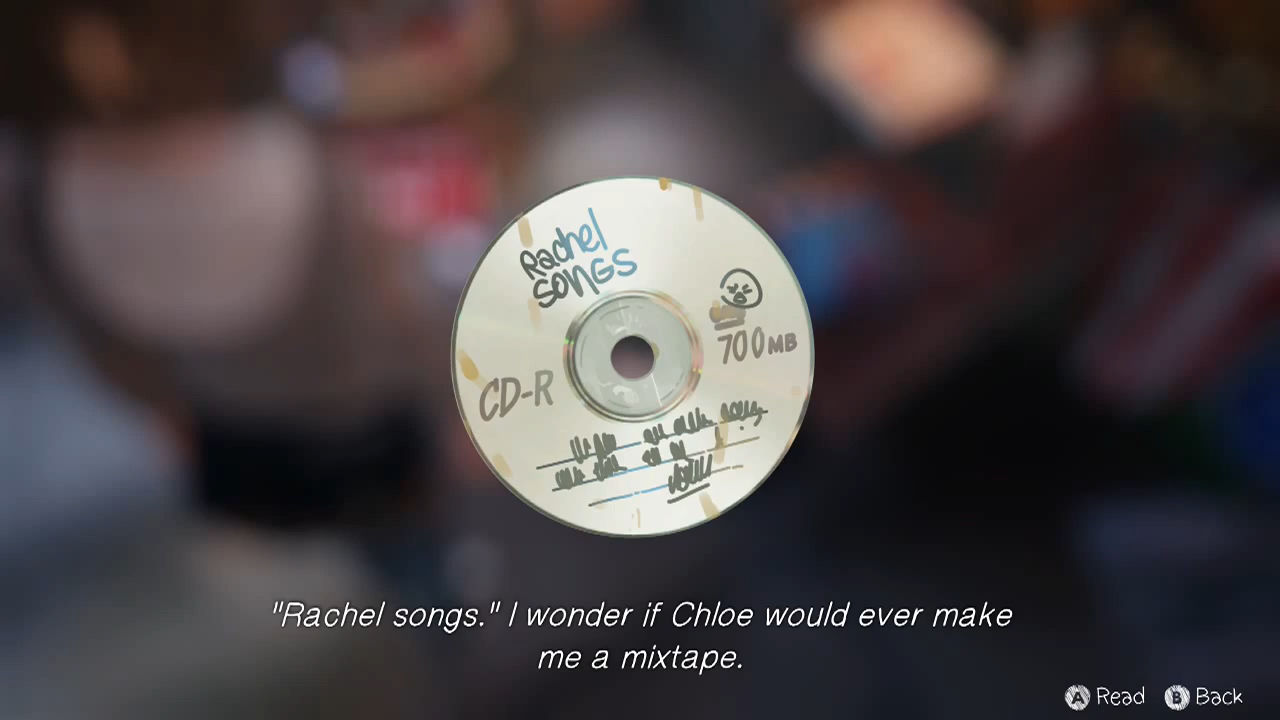 Rachel
SONGS
700MB
CD-R
"Rachel songs." I wonder if Chloe would ever make
me a mixtape.
A Read B Back